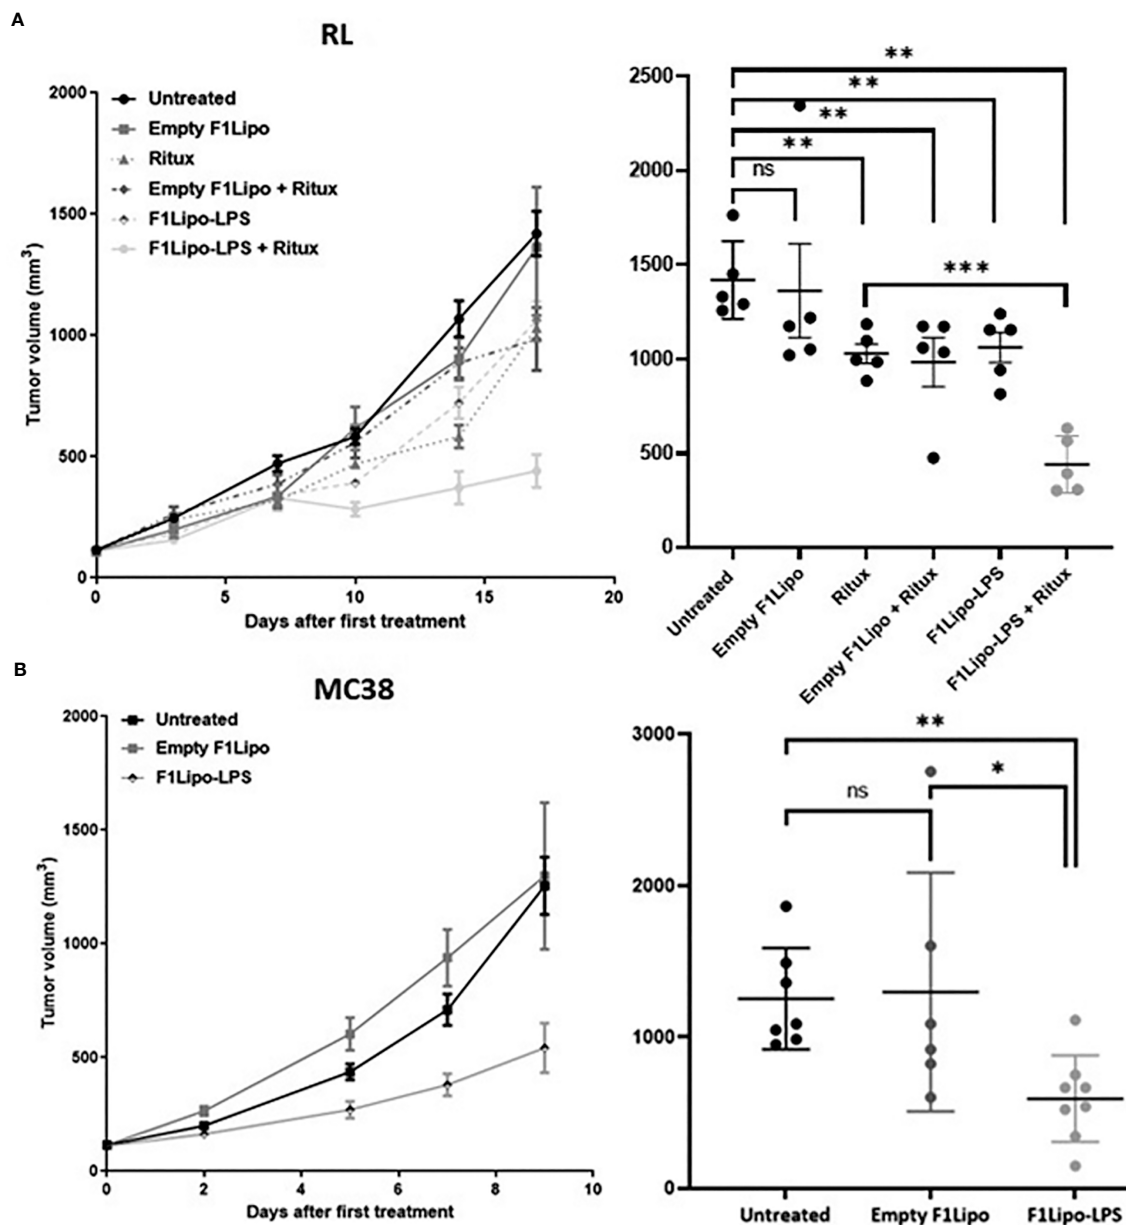 A
RL
Untreated
Empty F1Lipo
Ritux
Empty F1Lipo + Ritux
F1Lipo-LPS
F1Lipo-LPS + Ritux
Tumor volume (mm³)
2000
1500
1000
500
0
0 5 10 15 20
Days after first treatment
**
**
**
**
ns
***
2500
2000
1500
1000
500
0
Untreated
Empty F1Lipo
Ritux
Empty F1Lipo + Ritux
F1Lipo-LPS
F1Lipo-LPS + Ritux
B
MC38
Untreated
Empty F1Lipo
F1Lipo-LPS
Tumor volume (mm³)
2000
1500
1000
500
0
0 2 4 6 8 10
Days after first treatment
**
*
ns
3000
2000
1000
0
Untreated Empty F1Lipo F1Lipo-LPS